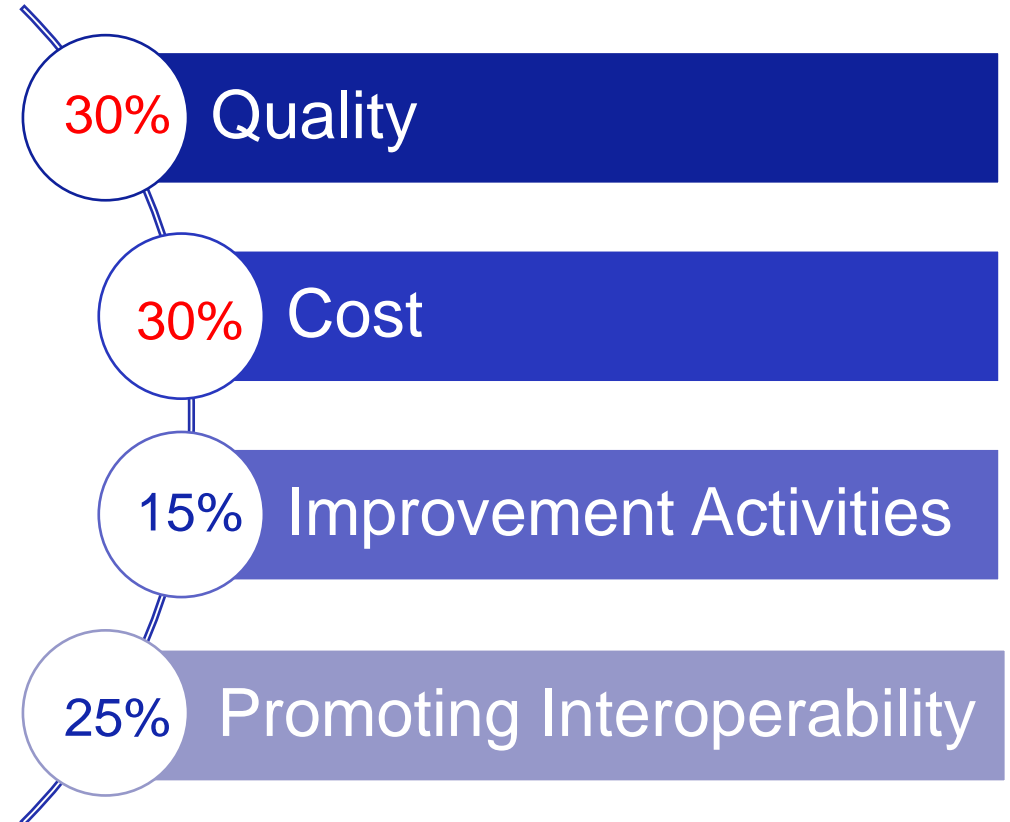 30% Quality
30% Cost
15% Improvement Activities
25% Promoting Interoperability